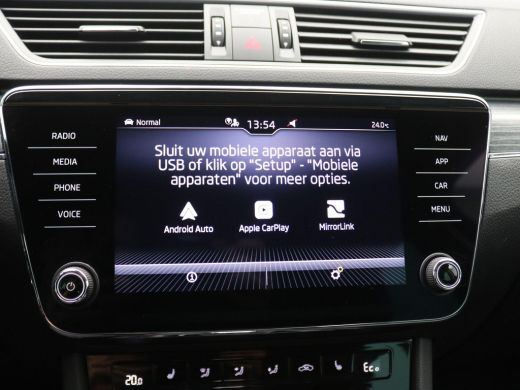 Normal
13:54
24.0°C
RADIO
MEDIA
PHONE
VOICE
NAV
APP
CAR
MENU
Sluit uw mobiele apparaat aan via
USB of klik op "Setup" - "Mobiele
apparaten" voor meer opties.
Android Auto
Apple CarPlay
MirrorLink
20.0
Eco